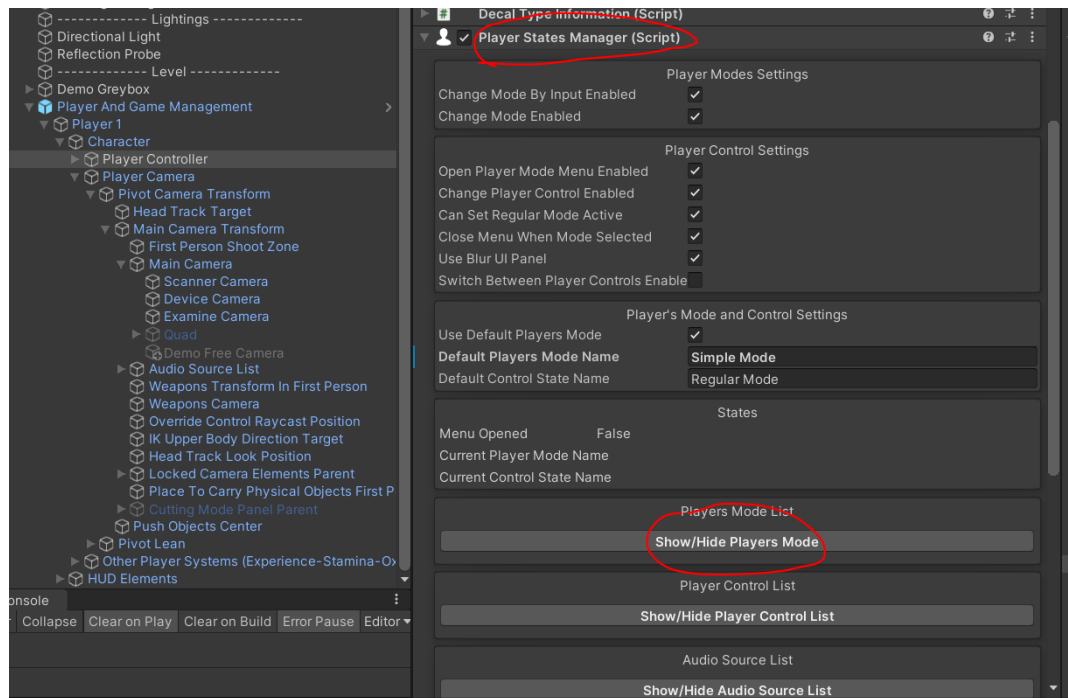 ------------- Lightings -------------
Directional Light
Reflection Probe
------------- Level -------------
Demo Greybox
Player And Game Management
Player 1
Character
Player Controller
Player Camera
Pivot Camera Transform
Head Track Target
Main Camera Transform
First Person Shoot Zone
Main Camera
Scanner Camera
Device Camera
Examine Camera
Quad
Demo Free Camera
Audio Source List
Weapons Transform In First Person
Weapons Camera
Override Control Raycast Position
IK Upper Body Direction Target
Head Track Look Position
Locked Camera Elements Parent
Place To Carry Physical Objects First P
Cutting Mode Panel Parent
Push Objects Center
Pivot Lean
Other Player Systems (Experience-Stamina-Ox
HUD Elements
onsole
Collapse Clear on Play Clear on Build Error Pause Editor
Decal Type Information (Script)
Player States Manager (Script)
Player Modes Settings
Change Mode By Input Enabled
Change Mode Enabled
Player Control Settings
Open Player Mode Menu Enabled
Change Player Control Enabled
Can Set Regular Mode Active
Close Menu When Mode Selected
Use Blur UI Panel
Switch Between Player Controls Enable
Player's Mode and Control Settings
Use Default Players Mode
Default Players Mode Name Simple Mode
Default Control State Name Regular Mode
States
Menu Opened False
Current Player Mode Name
Current Control State Name
Players Mode List
Show/Hide Players Mode
Player Control List
Show/Hide Player Control List
Audio Source List
Show/Hide Audio Source List